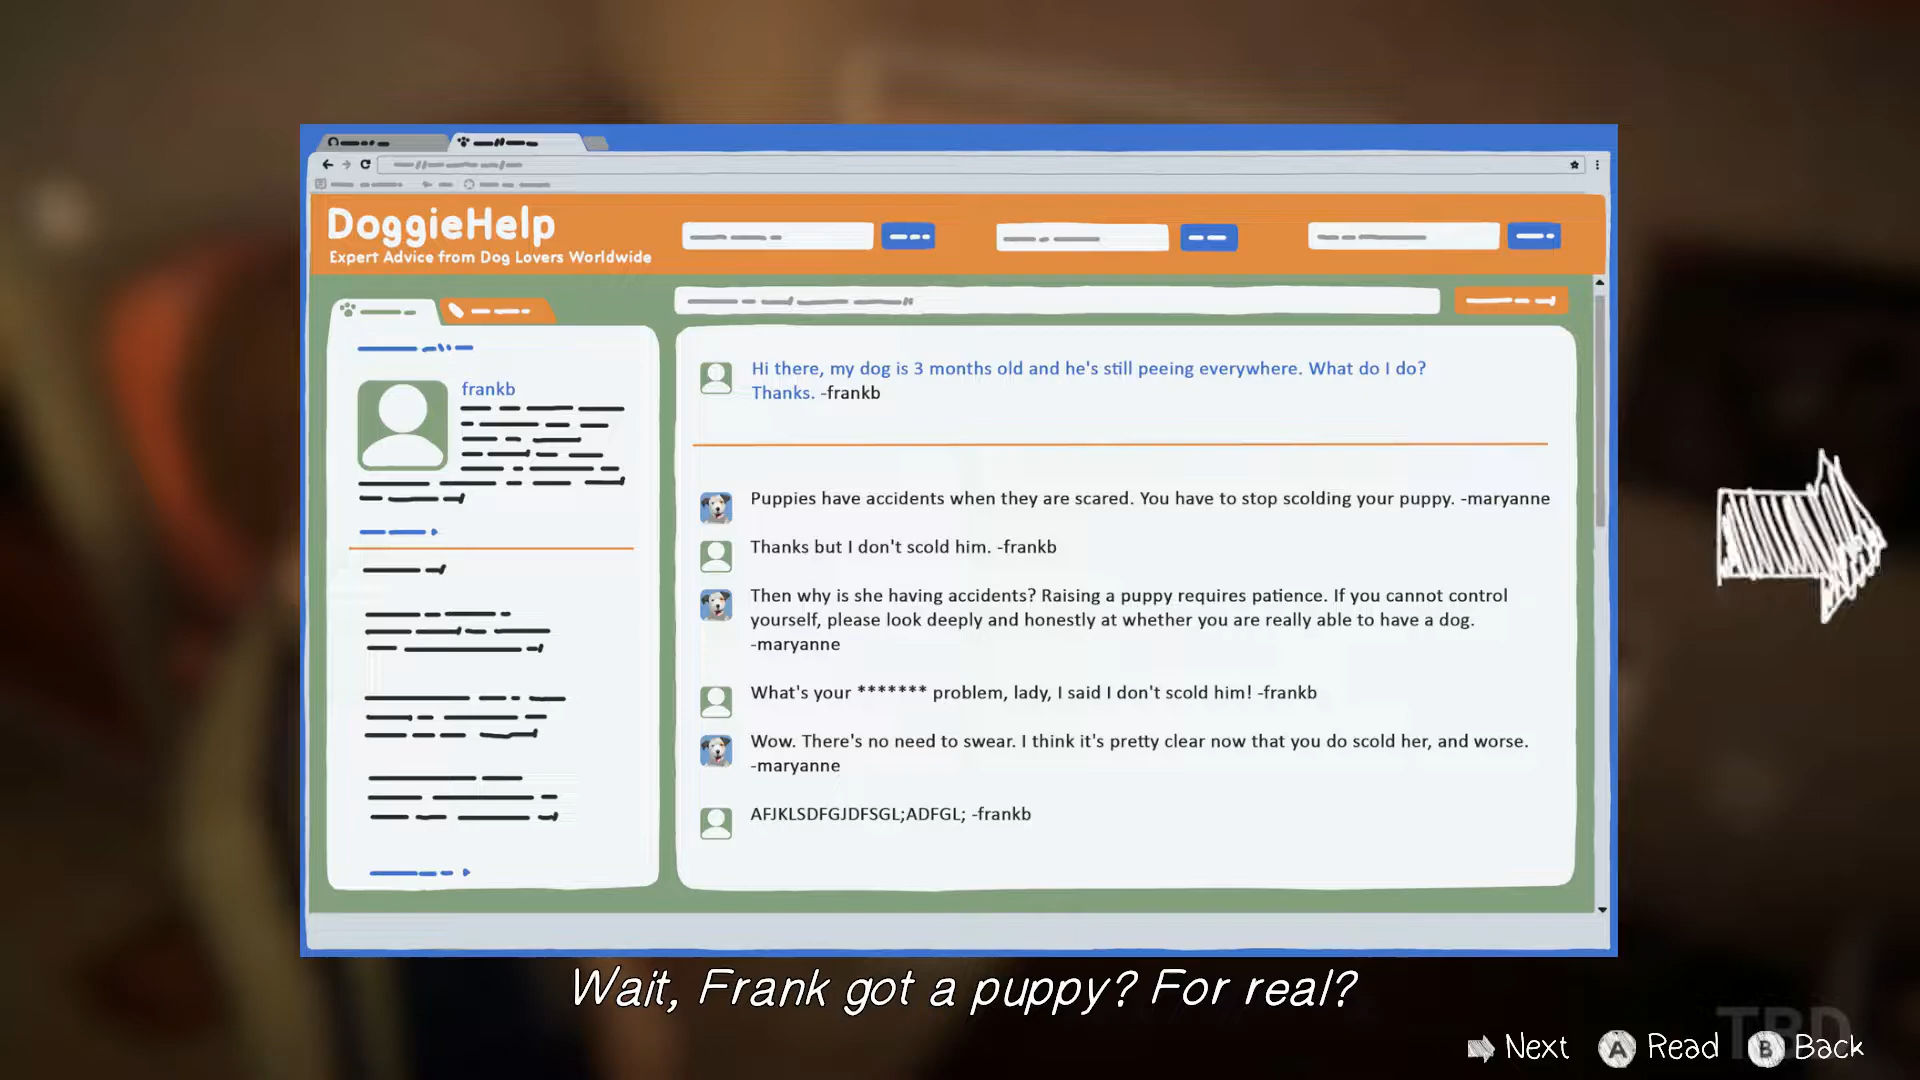 DoggieHelp
Expert Advice from Dog Lovers Worldwide
frankb
Hi there, my dog is 3 months old and he's still peeing everywhere. What do I do?
Thanks. -frankb
Puppies have accidents when they are scared. You have to stop scolding your puppy. -maryanne
Thanks but I don't scold him. -frankb
Then why is she having accidents? Raising a puppy requires patience. If you cannot control
yourself, please look deeply and honestly at whether you are really able to have a dog.
-maryanne
What's your ******* problem, lady, I said I don't scold him! -frankb
Wow. There's no need to swear. I think it's pretty clear now that you do scold her, and worse.
-maryanne
AFJKLSDFGJDFSGL;ADFGL; -frankb
Wait, Frank got a puppy? For real?
TBD
Next A Read B Back